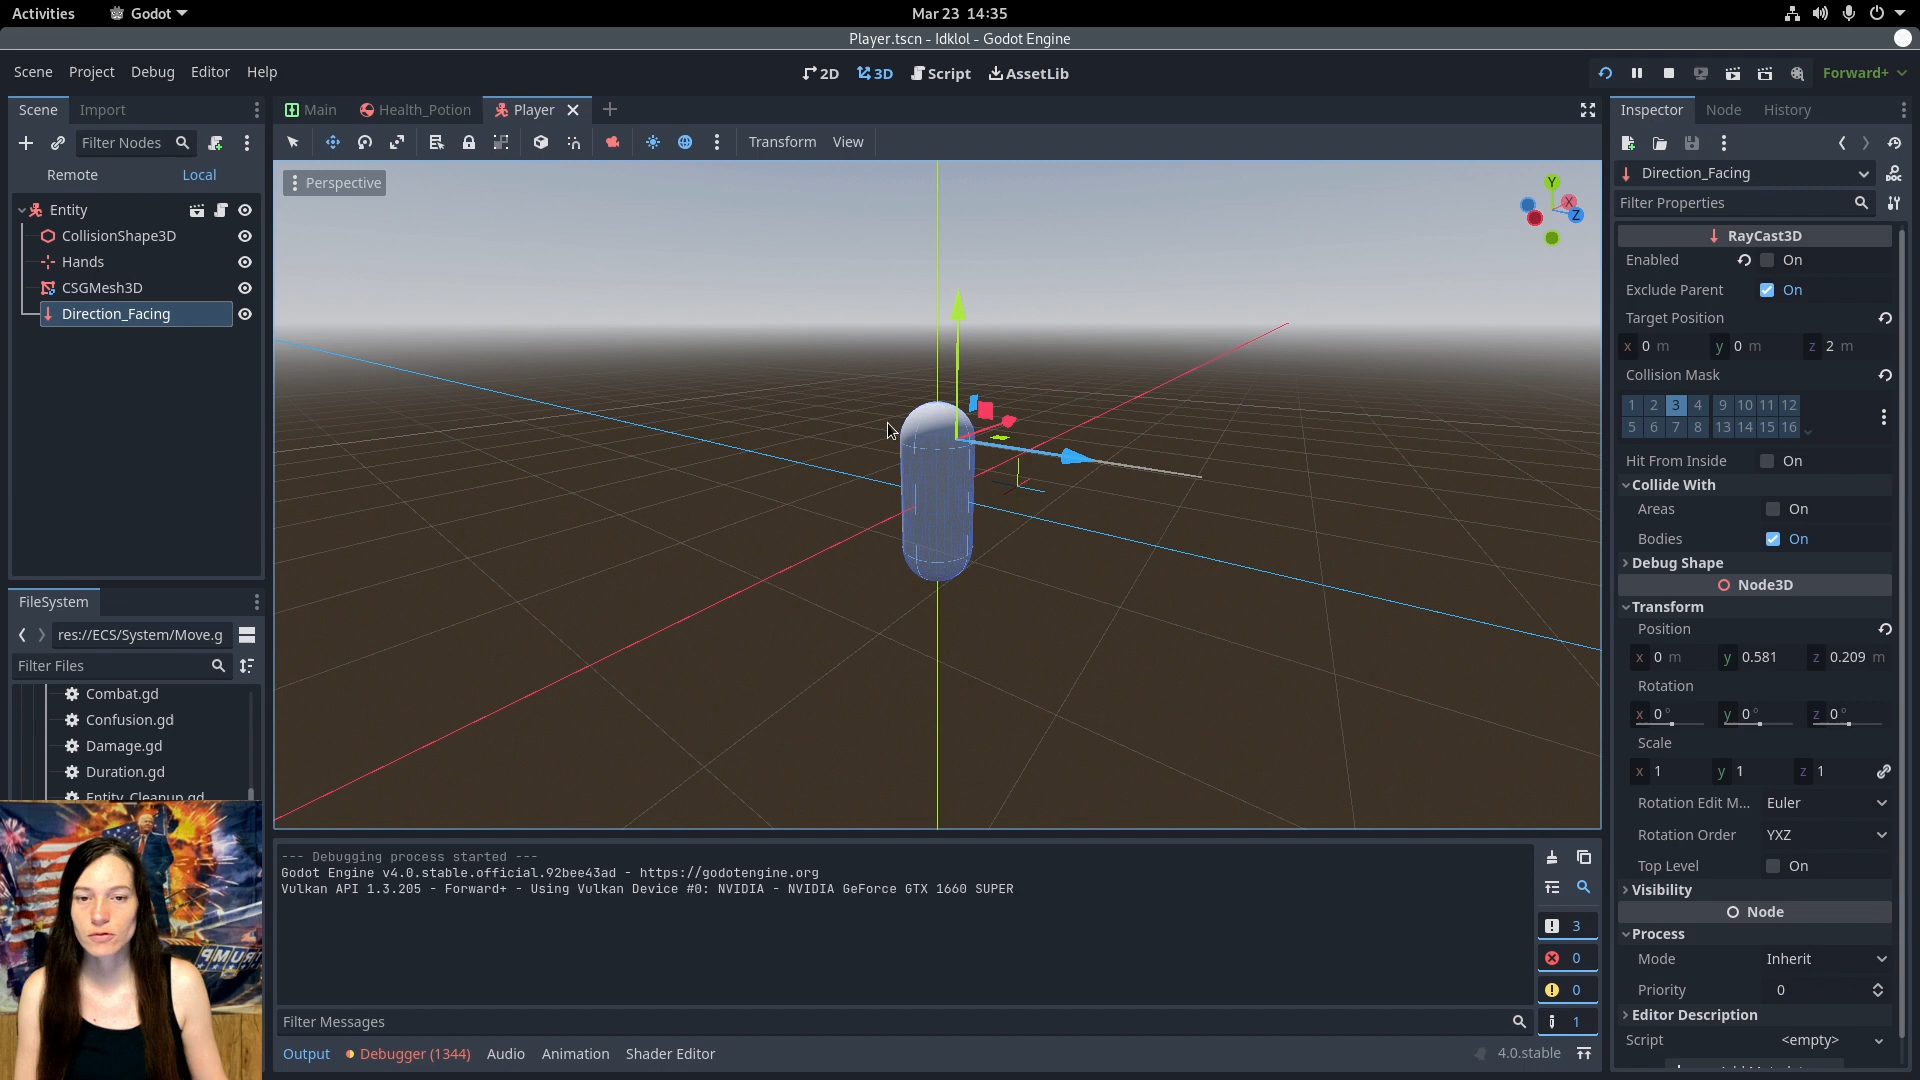 Activities
Godot
Mar 23 14:35
Player.tscn - Idklol - Godot Engine
Scene Project Debug Editor Help
2D 3D Script AssetLib
Forward+
Scene Import
Filter Nodes
Remote Local
Entity
CollisionShape3D
Hands
CSGMesh3D
Direction_Facing
FileSystem
res://ECS/System/Move.g
Filter Files
Combat.gd
Confusion.gd
Damage.gd
Duration.gd
Entity_Cleanup.gd
TRUMP
Main Health_Potion Player
Transform View
Perspective
Y
X
Z
--- Debugging process started ---
Godot Engine v4.0.stable.official.92bee43ad - https://godotengine.org
Vulkan API 1.3.205 - Forward+ - Using Vulkan Device #0: NVIDIA - NVIDIA GeForce GTX 1660 SUPER
3
0
0
1
Filter Messages
Output Debugger (1344) Audio Animation Shader Editor
4.0.stable
Inspector Node History
Direction_Facing
DOC
Filter Properties
RayCast3D
Enabled On
Exclude Parent On
Target Position
x 0 m y 0 m z 2 m
Collision Mask
1 2 3 4 9 10 11 12
5 6 7 8 13 14 15 16
Hit From Inside On
Collide With
Areas On
Bodies On
Debug Shape
Node3D
Transform
Position
x 0 m y 0.581 z 0.209 m
Rotation
x 0 ° y 0 ° z 0 °
Scale
x 1 y 1 z 1
Rotation Edit M... Euler
Rotation Order YXZ
Top Level On
Visibility
Node
Process
Mode Inherit
Priority 0
Editor Description
Script <empty>